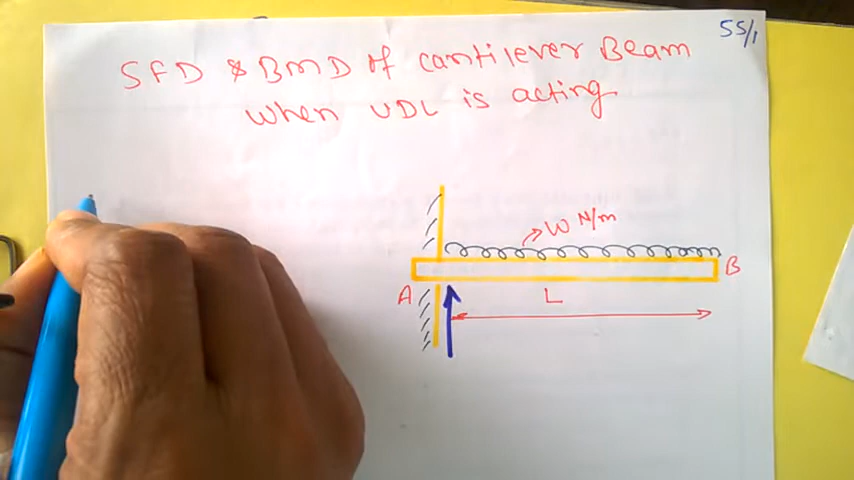 55/1
SFD & BMD Of cantilever Beam
When UDL is acting
W N/m
B
A
L